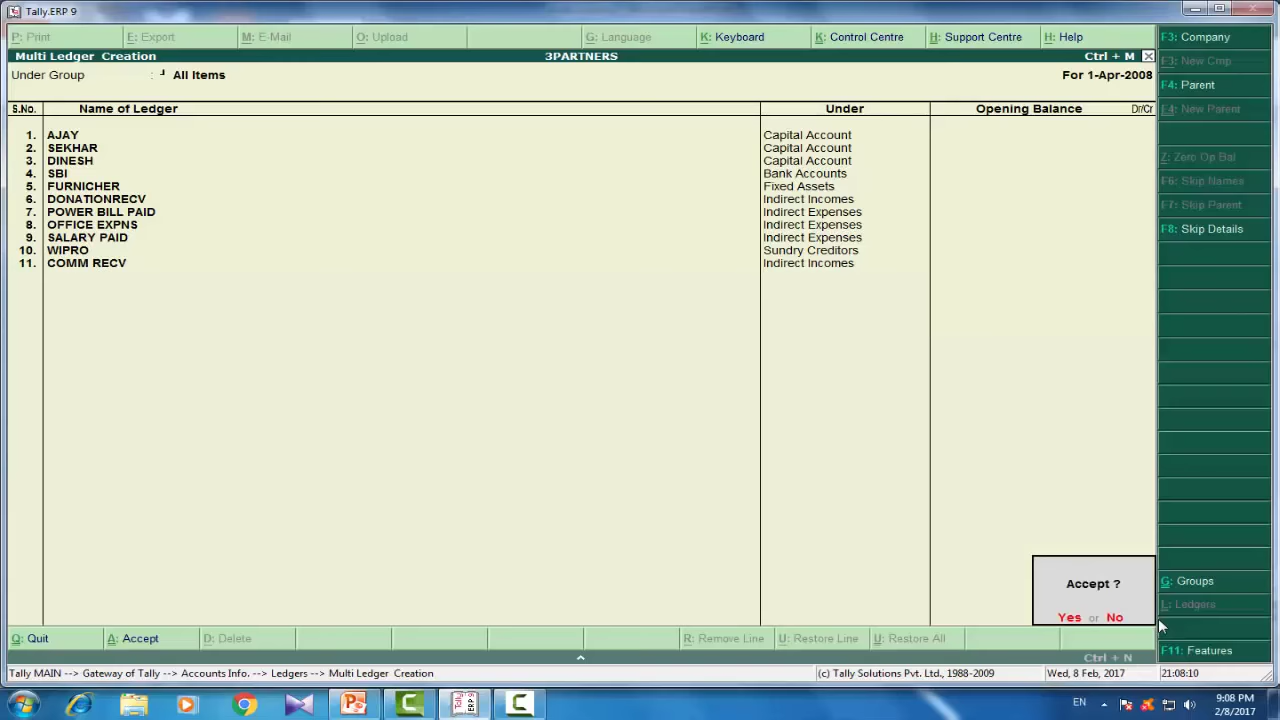 Tally.ERP 9
P: Print E: Export M: E-Mail O: Upload G: Language K: Keyboard K: Control Centre H: Support Centre H: Help F3: Company
Multi Ledger Creation 3PARTNERS Ctrl + M
F3: New Cmp
Under Group : ┘ All Items For 1-Apr-2008
F4: Parent
S.No. Name of Ledger Under Opening Balance Dr/Cr
F4: New Parent
1. AJAY Capital Account
2. SEKHAR Capital Account
3. DINESH Capital Account
Z: Zero Op Bal
4. SBI Bank Accounts
5. FURNICHER Fixed Assets
F6: Skip Names
6. DONATIONRECV Indirect Incomes
F7: Skip Parent
7. POWER BILL PAID Indirect Expenses
8. OFFICE EXPNS Indirect Expenses
F8: Skip Details
9. SALARY PAID Indirect Expenses
10. WIPRO Sundry Creditors
11. COMM RECV Indirect Incomes
Accept ?
G: Groups
L: Ledgers
Yes or No
Q: Quit A: Accept D: Delete R: Remove Line U: Restore Line U: Restore All
F11: Features
Ctrl + N
Tally MAIN --> Gateway of Tally --> Accounts Info. --> Ledgers --> Multi Ledger Creation (c) Tally Solutions Pvt. Ltd., 1988-2009 Wed, 8 Feb, 2017 21:08:10
EN 9:08 PM
2/8/2017